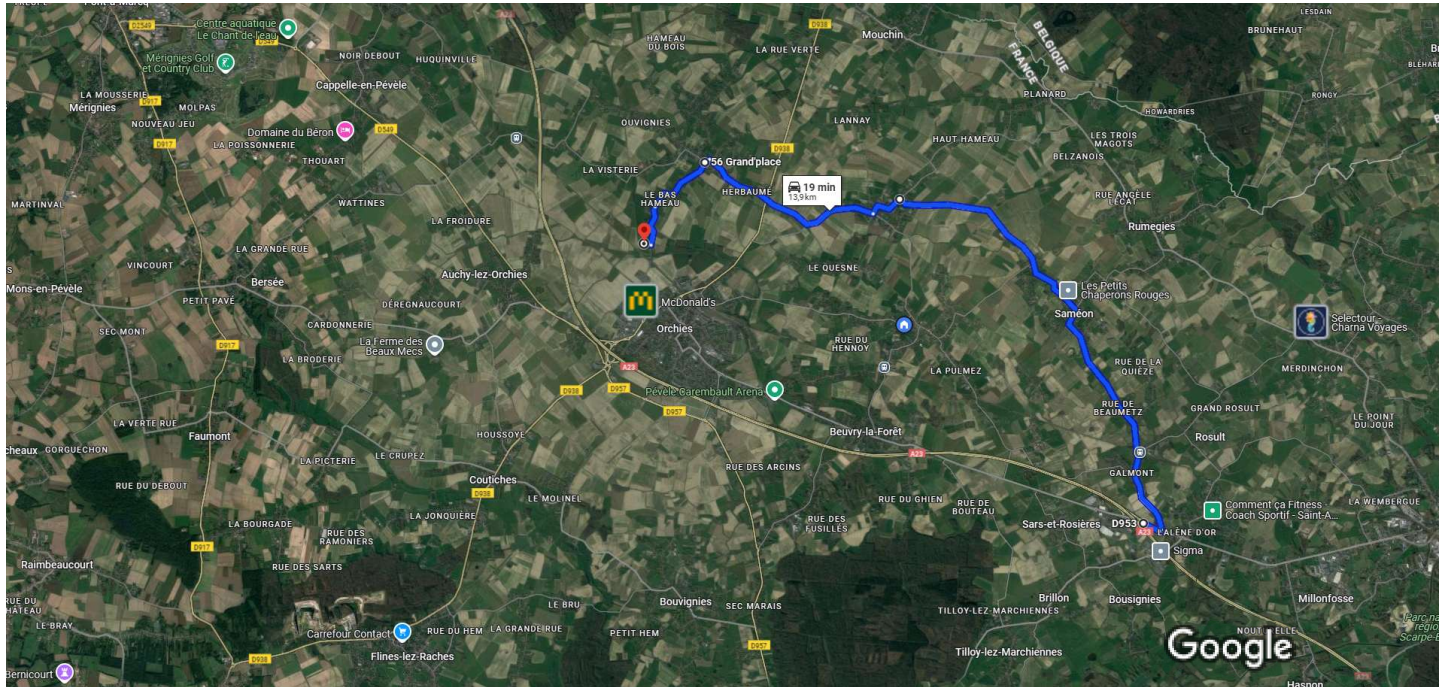 D2549
Centre aquatique
Le Chant de l'eau
D549
Mérignies Golf
et Country Club
NOIR DEBOUT
HUQUINVILLE
HAMEAU
DU BOIS
D938
LA RUE VERTE
Mouchin
BELGIQUE
FRANCE
LESDAIN
BRUNEHAUT
RONGY
PLANARD
HOWARDRIES
LA MOUSSERIE
Mérignies
MOLPAS
NOUVEAU JEU
D917
Cappelle-en-Pévèle
D549
Domaine du Béron
LA POISSONNERIE
THOUART
D917
OUVIGNIES
LANNAY
D938
HAUT HAMEAU
LES TROIS
MAGOTS
BELZANOIS
LA VISTERIE
56 Grand'place
HERBAUMÉ
LE BAS
HAMEAU
19 min
13,9 km
RUE ANGÈLE
LECAT
Rumegies
MARTINVAL
WATTINES
LA FROIDURE
LA GRANDE RUE
VINCOURT
Mons-en-Pévèle
Bersée
PETIT PAVÉ
Auchy-lez-Orchies
DÉREGNAUCOURT
CARDONNERIE
SEC MONT
D917
LA BRODERIE
La Ferme des
Beaux Mecs
McDonald's
Orchies
LE QUESNE
Les Petits
Chaperons Rouges
Saméon
Selectour -
Charna Voyages
RUE DU
HENNOY
LA PULMEZ
RUE DE LA
QUIÈZE
MERDINCHON
A23
D938
D957
D957
Pévèle Carembault Arena
RUE DE
BEAUMETZ
GRAND ROSULT
LE POINT
DU JOUR
LA VERTE RUE
Faumont
GORGUECHON
HOUSSOYE
Beuvry-la-Forêt
Rosult
LA PICTERIE
LE CRUPEZ
A23
RUE DES ARCINS
GALMONT
RUE DU DEBOUT
Coutiches
D938
LE MOLINEL
RUE DU GHIEN
RUE DE
BOUTEAU
Comment ça Fitness -
Coach Sportif - Saint-A...
LA WEMBERGUE
LA BOURGADE
LA JONQUIÈRE
RUE DES
RAMONIERS
RUE DES
FUSILLÉS
Sars-et-Rosières
D953
A23
L'ALÈNE D'OR
Sigma
D917
Raimbeaucourt
RUE DES SARTS
LE BRAY
LE BRU
Bouvignies
SEC MARAIS
Brillon
Bousignies
Millonfosse
TILLOY-LEZ-MARCHIENNES
Carrefour Contact
RUE DU HEM
LA GRANDE RUE
PETIT HEM
D938
Flines-lez-Raches
D957
Tilloy-lez-Marchiennes
Google
Bernicourt
Hasnon